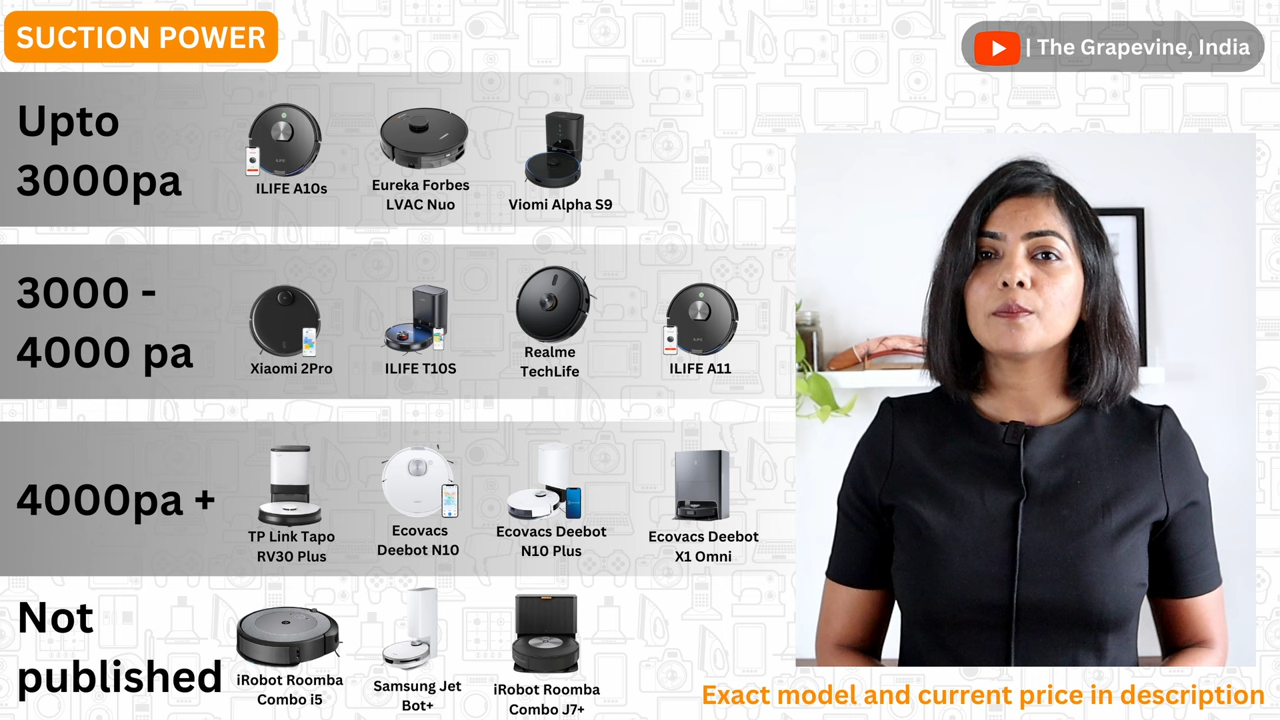 SUCTION POWER
| The Grapevine, India
Upto
3000pa
ILIFE A10s
Eureka Forbes
LVAC Nuo
Viomi Alpha S9
3000 -
4000 pa
Xiaomi 2Pro
ILIFE T10S
Realme
TechLife
ILIFE A11
4000pa +
TP Link Tapo
RV30 Plus
Ecovacs
Deebot N10
Ecovacs Deebot
N10 Plus
Ecovacs Deebot
X1 Omni
Not
published
iRobot Roomba
Combo i5
Samsung Jet
Bot+
iRobot Roomba
Combo J7+
Exact model and current price in description